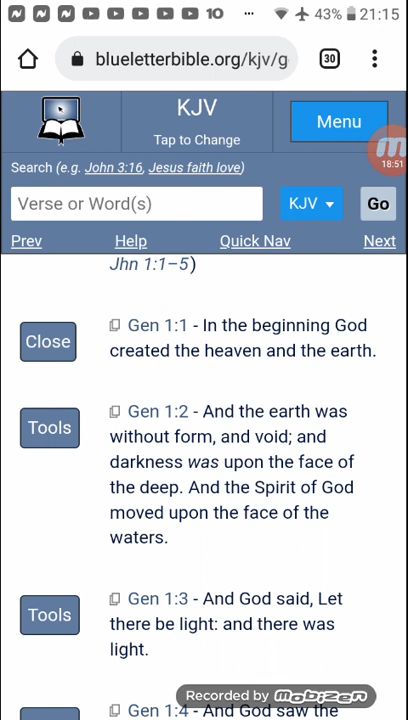 10 ... 43% 21:15
blueletterbible.org/kjv/g 30
KJV
Tap to Change
Menu
18:51
Search (e.g. John 3:16, Jesus faith love)
Verse or Word(s) KJV Go
Prev Help Quick Nav Next
Jhn 1:1–5)
Close
Gen 1:1 - In the beginning God
created the heaven and the earth.
Tools
Gen 1:2 - And the earth was
without form, and void; and
darkness was upon the face of
the deep. And the Spirit of God
moved upon the face of the
waters.
Tools
Gen 1:3 - And God said, Let
there be light: and there was
light.
Recorded by Mobizen
Gen 1:4 - And God saw the